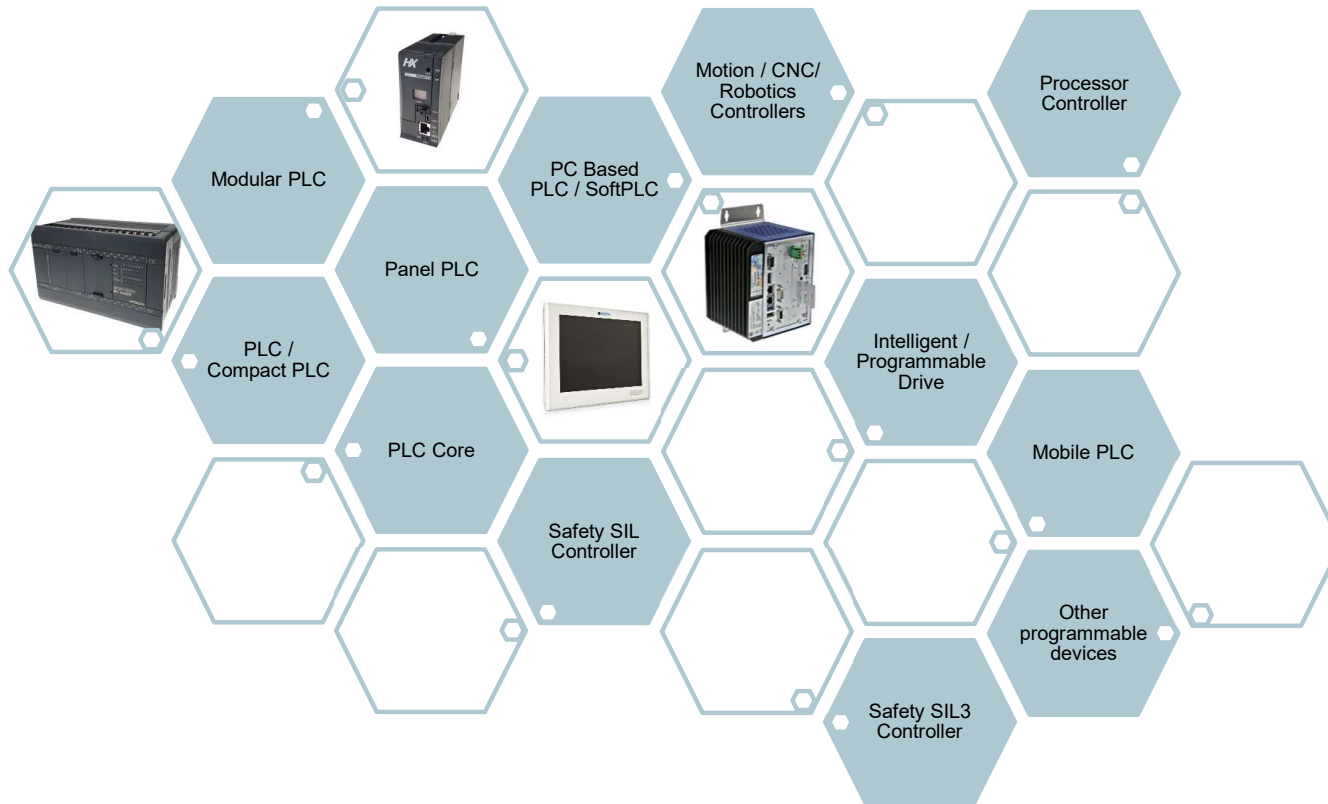 HX
Motion / CNC/
Robotics
Controllers
Processor
Controller
Modular PLC
PC Based
PLC / SoftPLC
Panel PLC
PLC /
Compact PLC
Intelligent /
Programmable
Drive
PLC Core
Mobile PLC
Safety SIL
Controller
Other
programmable
devices
Safety SIL3
Controller